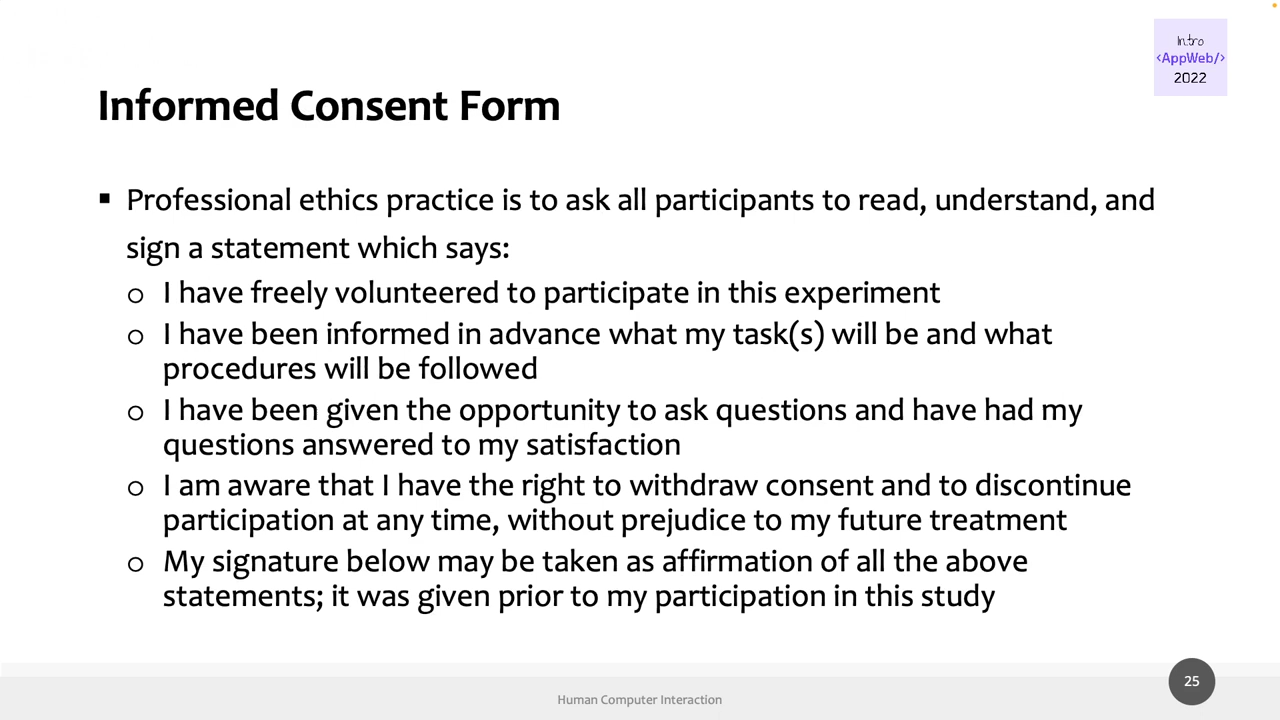 Intro
<AppWeb/>
2022
Informed Consent Form
▪ Professional ethics practice is to ask all participants to read, understand, and
sign a statement which says:
o I have freely volunteered to participate in this experiment
o I have been informed in advance what my task(s) will be and what
procedures will be followed
o I have been given the opportunity to ask questions and have had my
questions answered to my satisfaction
o I am aware that I have the right to withdraw consent and to discontinue
participation at any time, without prejudice to my future treatment
o My signature below may be taken as affirmation of all the above
statements; it was given prior to my participation in this study
Human Computer Interaction
25